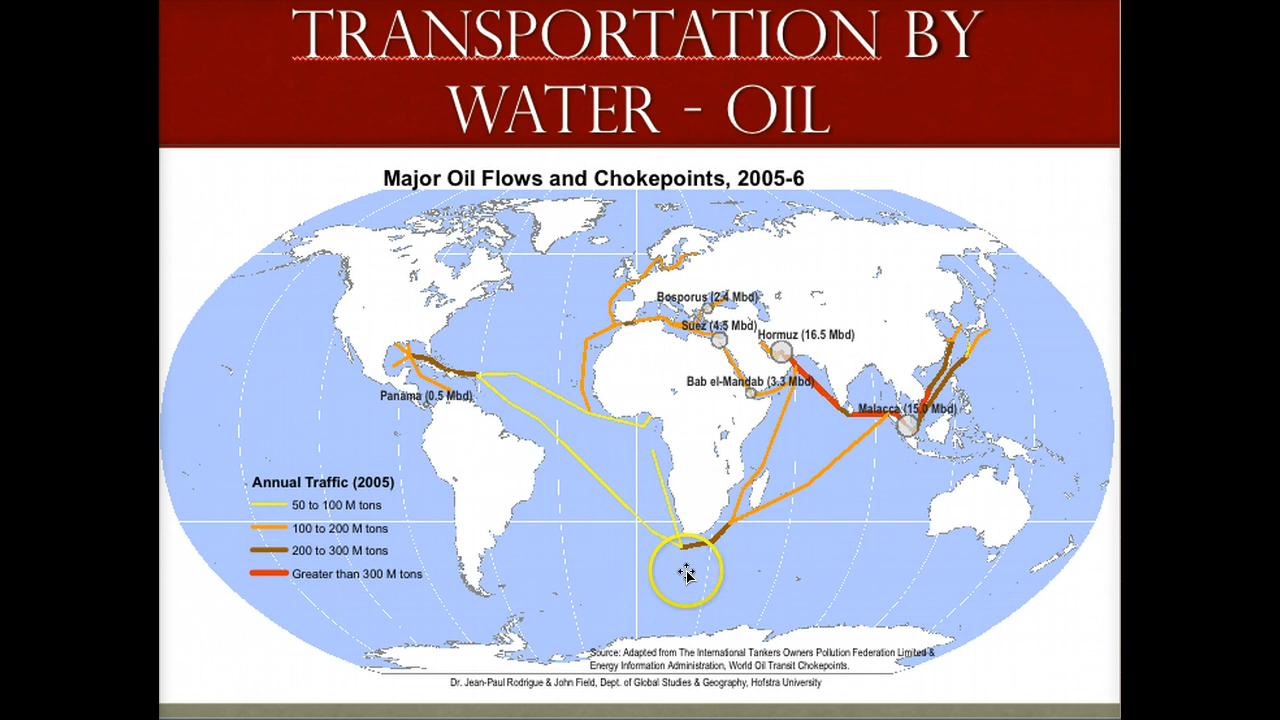 TRANSPORTATION BY
WATER - OIL
Major Oil Flows and Chokepoints, 2005-6
Bosporus (2.4 Mbd)
Suez (4.5 Mbd)
Hormuz (16.5 Mbd)
Bab el-Mandab (3.3 Mbd)
Panama (0.5 Mbd)
Malacca (15.0 Mbd)
Annual Traffic (2005)
50 to 100 M tons
100 to 200 M tons
200 to 300 M tons
Greater than 300 M tons
Source: Adapted from The International Tankers Owners Pollution Federation Limited &
Energy Information Administration, World Oil Transit Chokepoints.
Dr. Jean-Paul Rodrigue & John Field, Dept. of Global Studies & Geography, Hofstra University